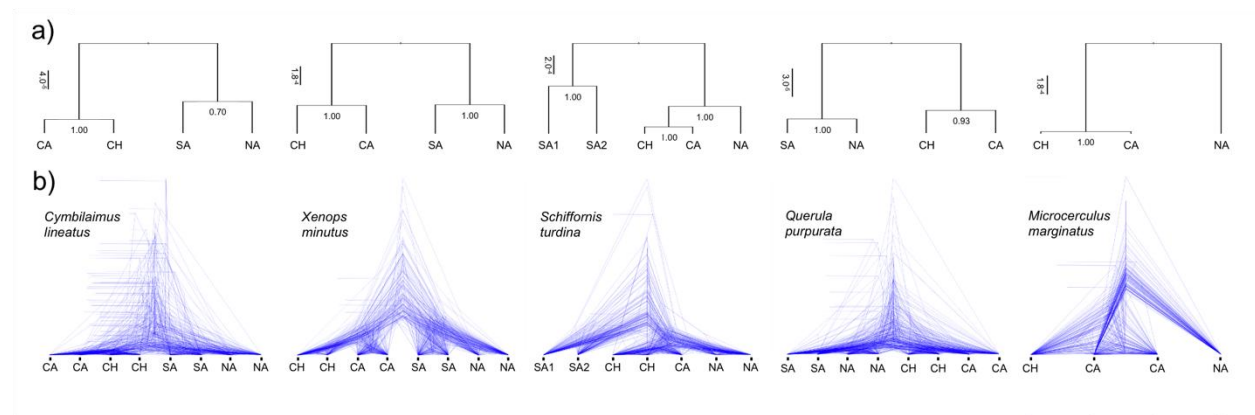 a)
4.0⁻⁵ 1.8⁻⁴ 2.0⁻⁴ 1.8⁻⁴
1.00 0.70 1.00 1.00 1.00 1.00 1.00 1.00 0.93 1.00
CA CH SA NA CH CA SA NA SA1 SA2 CH CA NA SA NA CH CA CH CA NA
b)
Cymbilaimus lineatus
Xenops minutus
Schiffornis turdina
Querula purpurata
Microcerculus marginatus
CA CA CH CH SA SA NA NA CH CH CA CA SA SA NA NA SA1 SA2 CH CH CA NA NA SA SA NA NA CH CH CA CA CH CA CA NA